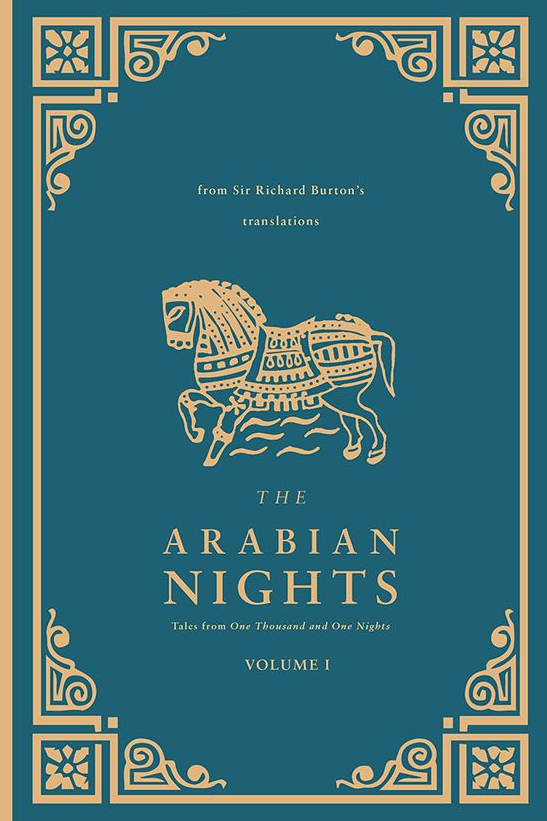 from Sir Richard Burton's
translations
THE
ARABIAN
NIGHTS
Tales from One Thousand and One Nights
VOLUME I